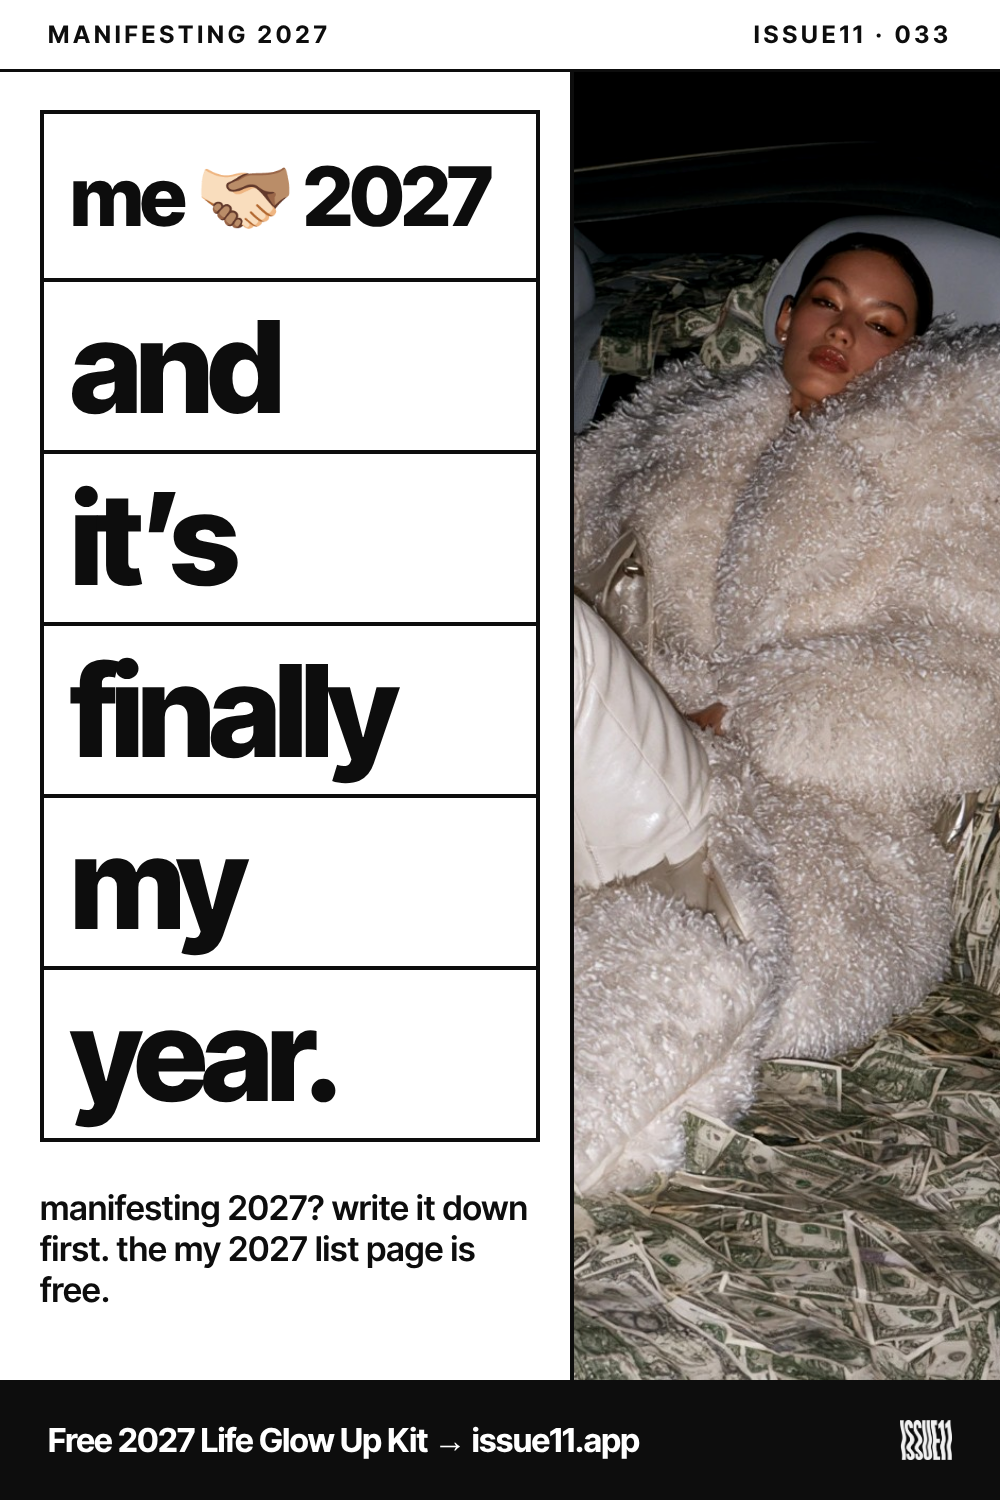 MANIFESTING 2027
ISSUE11 · 033
me 🤝 2027
and
it’s
finally
my
year.
manifesting 2027? write it down
first. the my 2027 list page is
free.
Free 2027 Life Glow Up Kit → issue11.app
ISSUE11